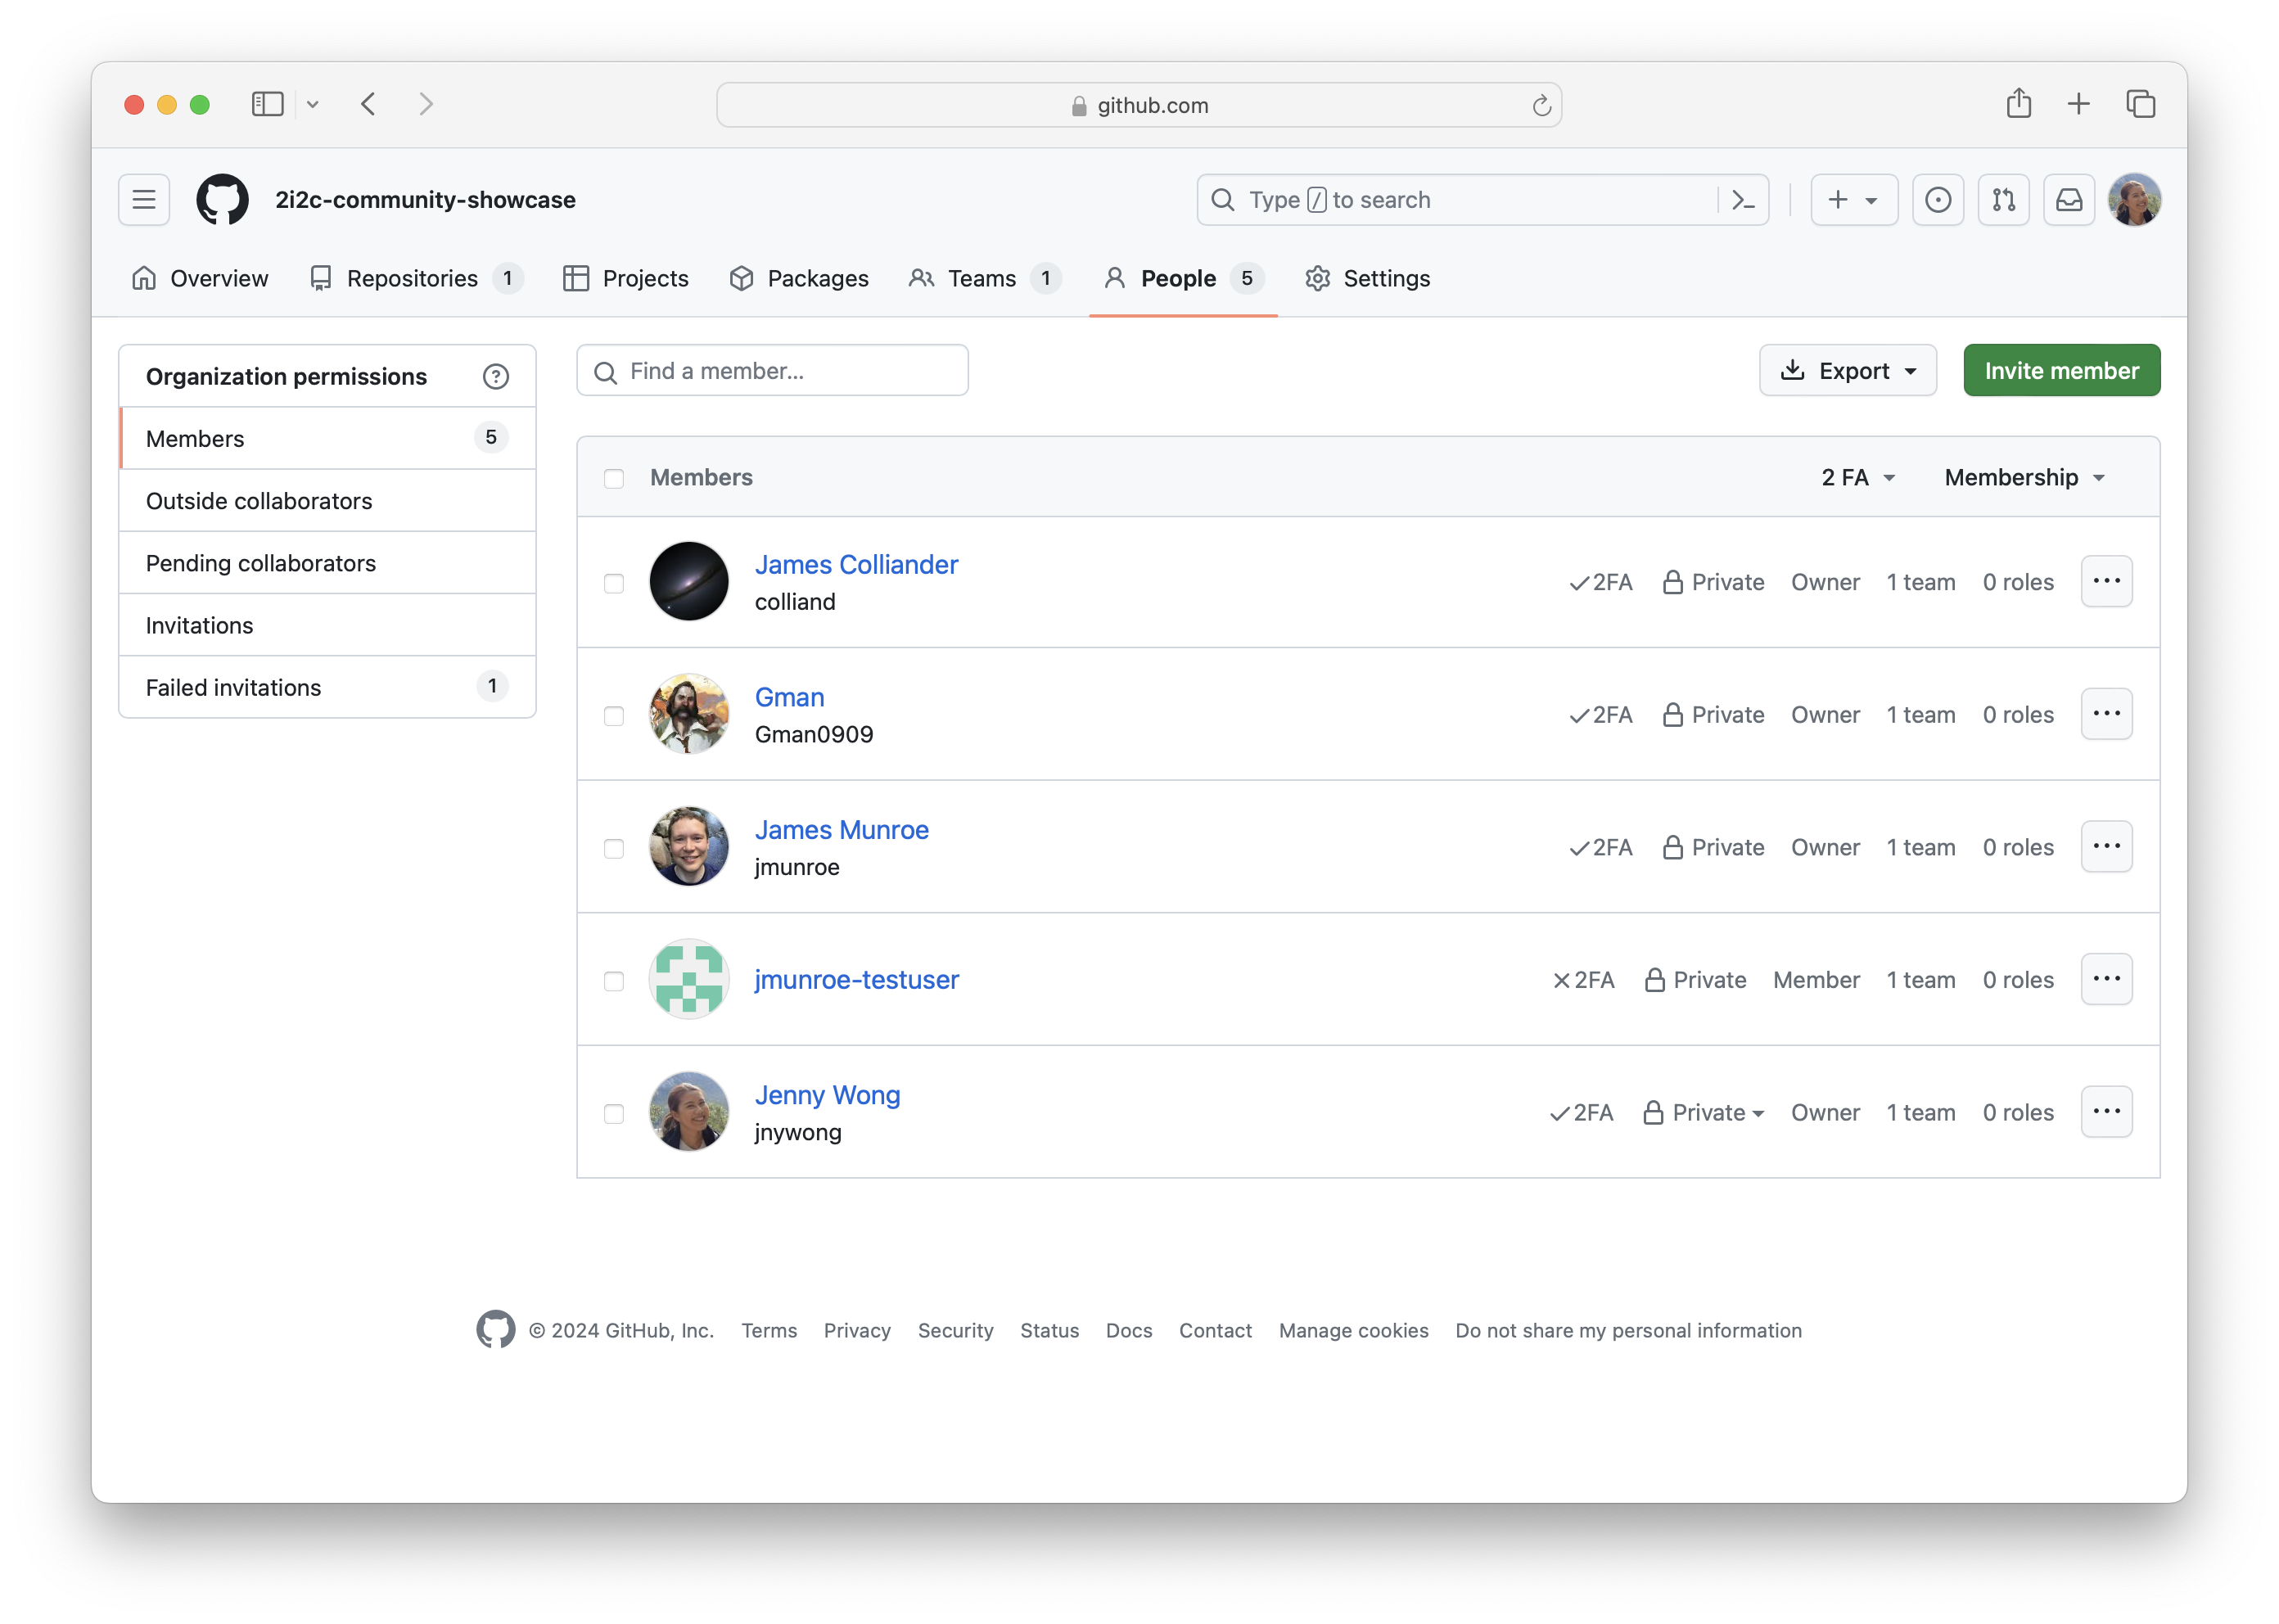 github.com
2i2c-community-showcase
Type / to search
Overview
Repositories 1
Projects
Packages
Teams 1
People 5
Settings
Organization permissions
Members 5
Outside collaborators
Pending collaborators
Invitations
Failed invitations 1
Find a member...
Export
Invite member
Members
2 FA
Membership
James Colliander
colliand
2FA Private Owner 1 team 0 roles
Gman
Gman0909
2FA Private Owner 1 team 0 roles
James Munroe
jmunroe
2FA Private Owner 1 team 0 roles
jmunroe-testuser
2FA Private Member 1 team 0 roles
Jenny Wong
jnywong
2FA Private Owner 1 team 0 roles
© 2024 GitHub, Inc. Terms Privacy Security Status Docs Contact Manage cookies Do not share my personal information